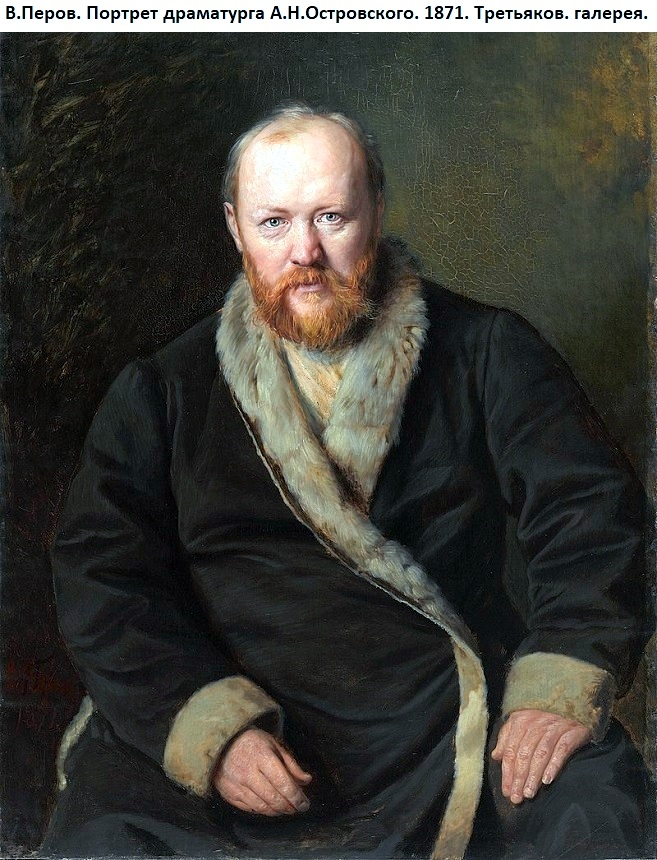 В.Перов. Портрет драматурга А.Н.Островского. 1871. Третьяков. галерея.